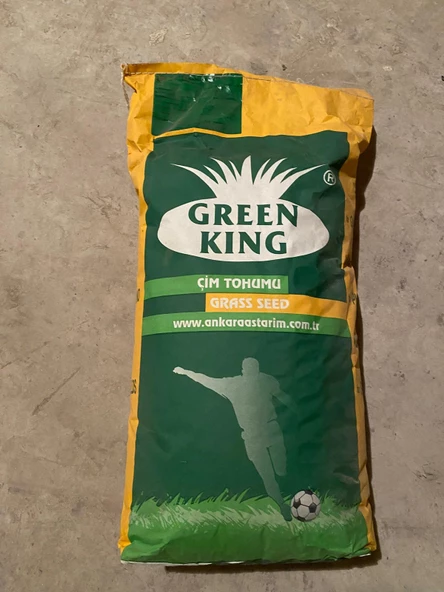 ®
GREEN
KING
ÇİM TOHUMU
GRASS SEED
www.ankaraastarim.com.tr